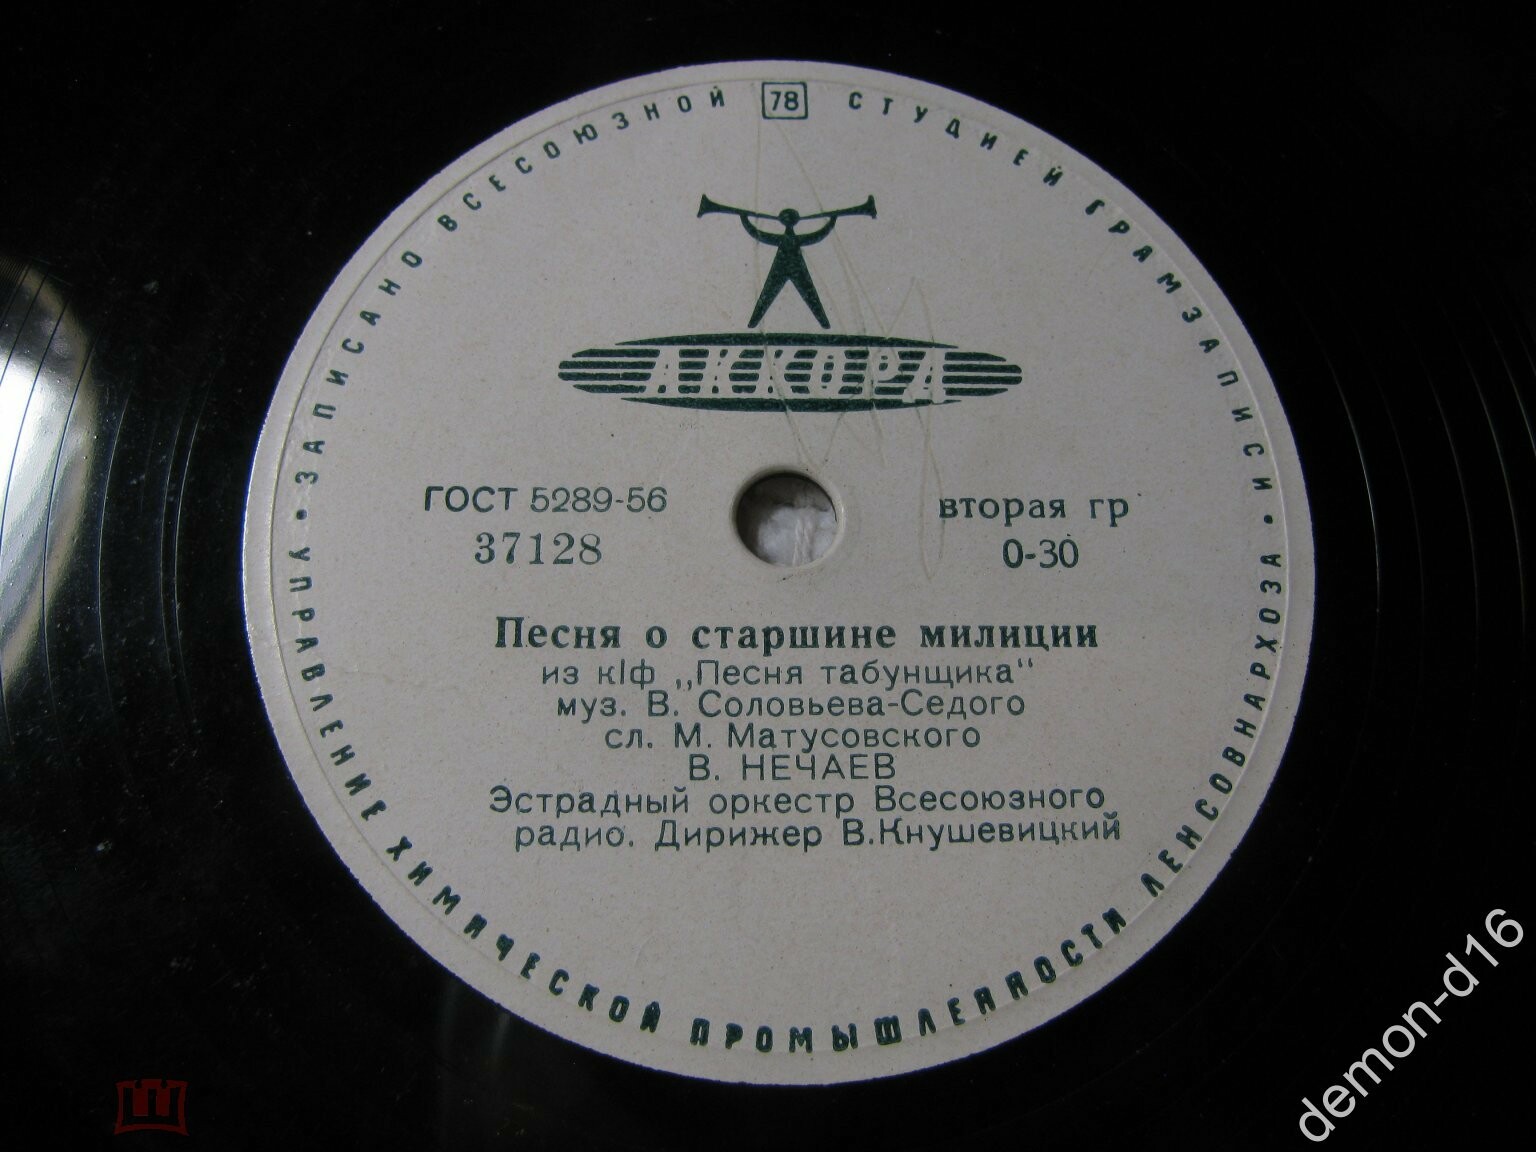 ЗАПИСАНО ВСЕСОЮЗНОЙ 78 СТУДИЕЙ ГРАМЗАПИСИ •
АККОРД
ГОСТ 5289-56
37128
вторая гр
0-30
Песня о старшине милиции
из к|ф „Песня табунщика“
муз. В. Соловьева-Седого
сл. М. Матусовского
В. НЕЧАЕВ
Эстрадный оркестр Всесоюзного
радио. Дирижер В.Кнушевицкий
УПРАВЛЕНИЕ ХИМИЧЕСКОЙ ПРОМЫШЛЕННОСТИ ЛЕНСОВНАРХОЗА •
demon-d16